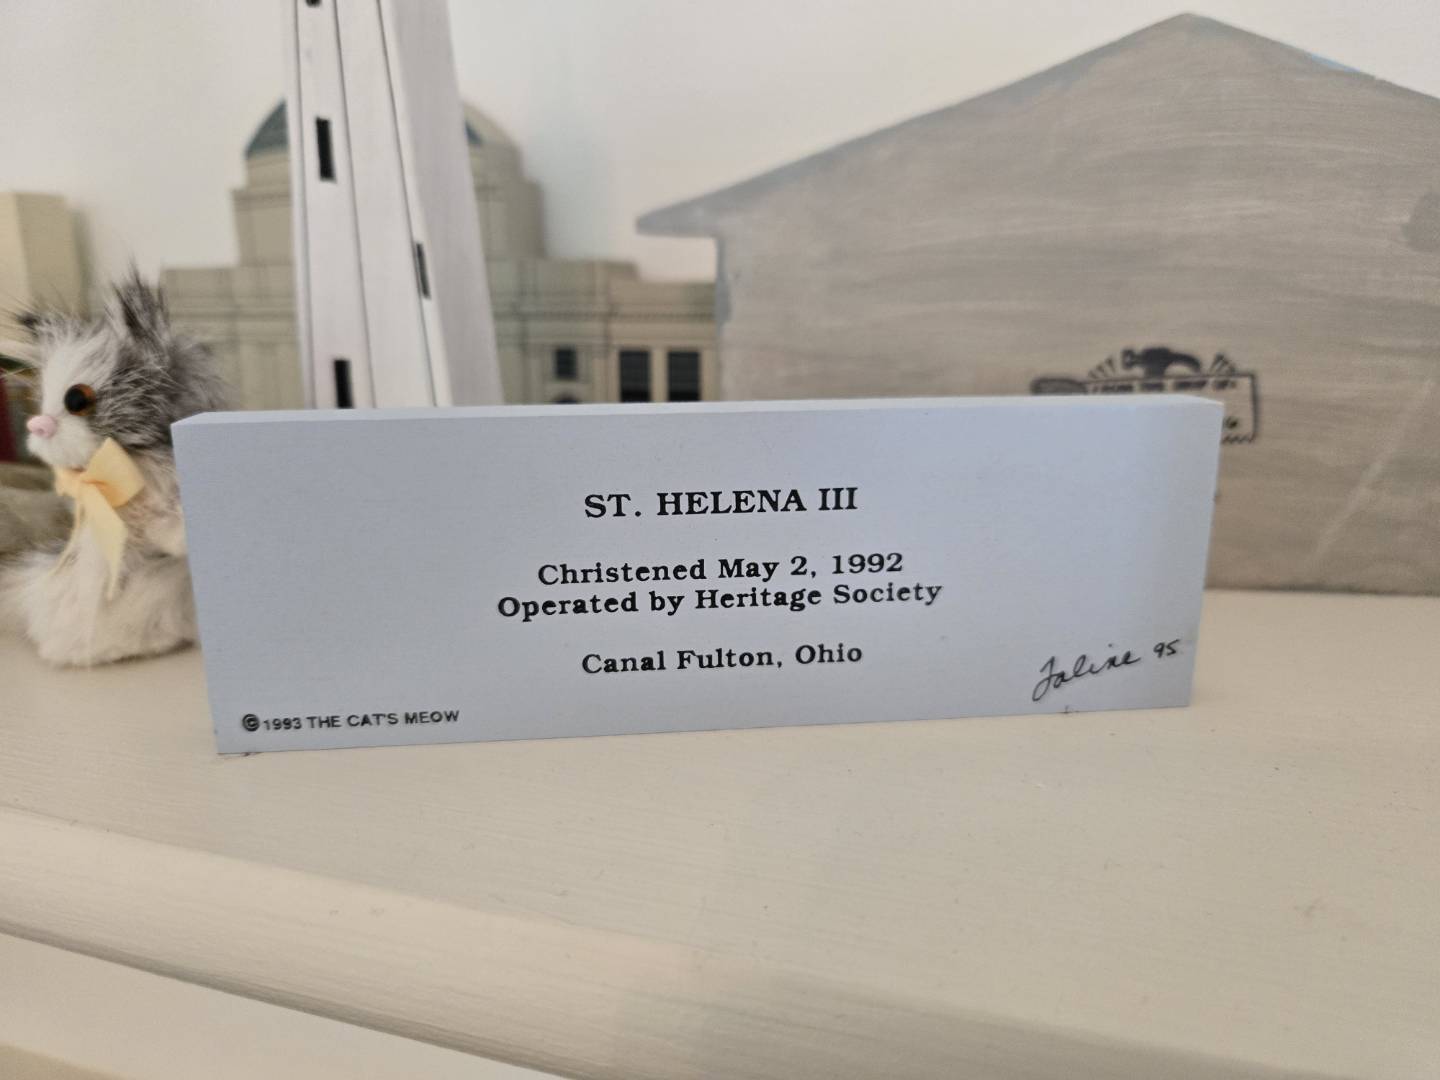 ST. HELENA III
Christened May 2, 1992
Operated by Heritage Society
Canal Fulton, Ohio
Faline 95
© 1993 THE CAT'S MEOW